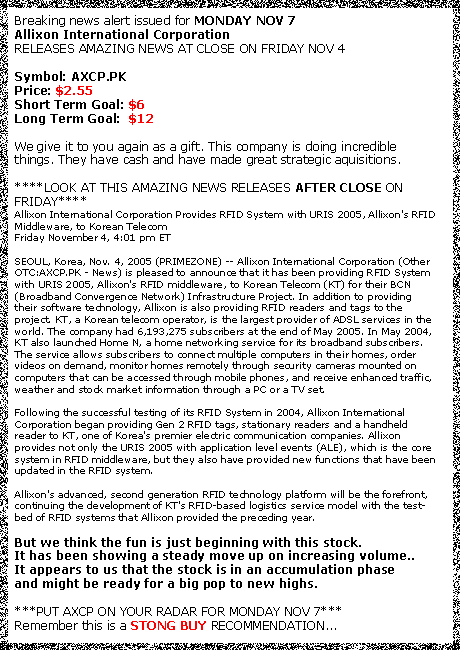 Breaking news alert issued for MONDAY NOV 7
Allixon International Corporation
RELEASES AMAZING NEWS AT CLOSE ON FRIDAY NOV 4
Symbol: AXCP.PK
Price: $2.55
Short Term Goal: $6
Long Term Goal: $12
We give it to you again as a gift. This company is doing incredible
things. They have cash and have made great strategic aquisitions.
****LOOK AT THIS AMAZING NEWS RELEASES AFTER CLOSE ON
FRIDAY****
Allixon International Corporation Provides RFID System with URIS 2005, Allixon's RFID
Middleware, to Korean Telecom
Friday November 4, 4:01 pm ET
SEOUL, Korea, Nov. 4, 2005 (PRIMEZONE) -- Allixon International Corporation (Other
OTC:AXCP.PK - News) is pleased to announce that it has been providing RFID System
with URIS 2005, Allixon's RFID middleware, to Korean Telecom (KT) for their BCN
(Broadband Convergence Network) Infrastructure Project. In addition to providing
their software technology, Allixon is also providing RFID readers and tags to the
project. KT, a Korean telecom operator, is the largest provider of ADSL services in the
world. The company had 6,193,275 subscribers at the end of May 2005. In May 2004,
KT also launched Home N, a home networking service for its broadband subscribers.
The service allows subscribers to connect multiple computers in their homes, order
videos on demand, monitor homes remotely through security cameras mounted on
computers that can be accessed through mobile phones, and receive enhanced traffic,
weather and stock market information through a PC or a TV set.
Following the successful testing of its RFID System in 2004, Allixon International
Corporation began providing Gen 2 RFID tags, stationary readers and a handheld
reader to KT, one of Korea's premier electric communication companies. Allixon
provides not only the URIS 2005 with application level events (ALE), which is the core
system in RFID middleware, but they also have provided new functions that have been
updated in the RFID system.
Allixon's advanced, second generation RFID technology platform will be the forefront,
continuing the development of KT's RFID-based logistics service model with the test-
bed of RFID systems that Allixon provided the preceding year.
But we think the fun is just beginning with this stock.
It has been showing a steady move up on increasing volume..
It appears to us that the stock is in an accumulation phase
and might be ready for a big pop to new highs.
***PUT AXCP ON YOUR RADAR FOR MONDAY NOV 7***
Remember this is a STONG BUY RECOMMENDATION...